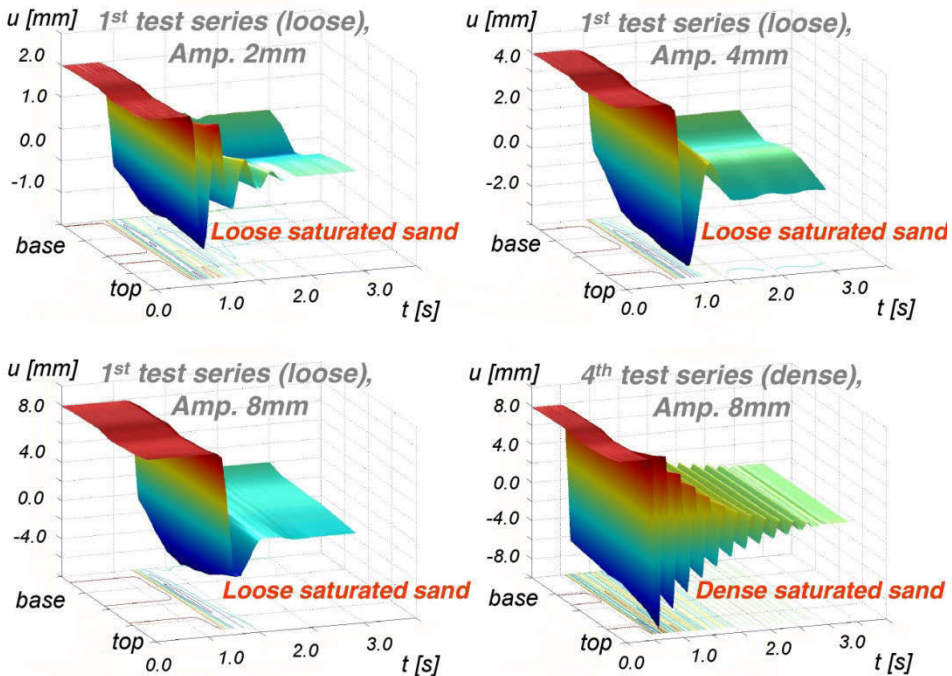 u [mm]
1st test series (loose),
Amp. 2mm
2.0
1.0
0.0
-1.0
base
top
0.0
1.0
2.0
3.0
t [s]
Loose saturated sand
u [mm]
1st test series (loose),
Amp. 4mm
4.0
2.0
0.0
-2.0
base
top
0.0
1.0
2.0
3.0
t [s]
Loose saturated sand
u [mm]
1st test series (loose),
Amp. 8mm
8.0
4.0
0.0
-4.0
base
top
0.0
1.0
2.0
3.0
t [s]
Loose saturated sand
u [mm]
4th test series (dense),
Amp. 8mm
8.0
4.0
0.0
-4.0
-8.0
base
top
0.0
1.0
2.0
3.0
t [s]
Dense saturated sand